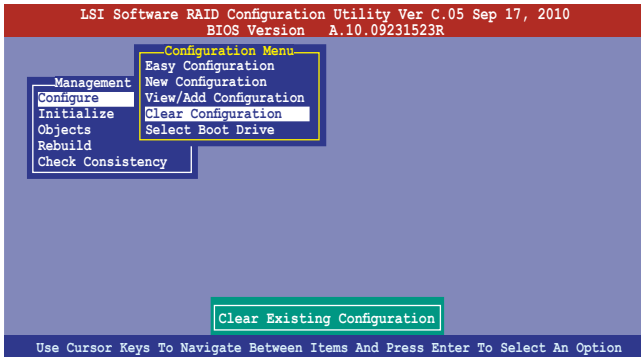 LSI Software RAID Configuration Utility Ver C.05 Sep 17, 2010
BIOS Version A.10.09231523R
Configuration Menu
Easy Configuration
New Configuration
View/Add Configuration
Clear Configuration
Select Boot Drive
Management
Configure
Initialize
Objects
Rebuild
Check Consistency
Clear Existing Configuration
Use Cursor Keys To Navigate Between Items And Press Enter To Select An Option